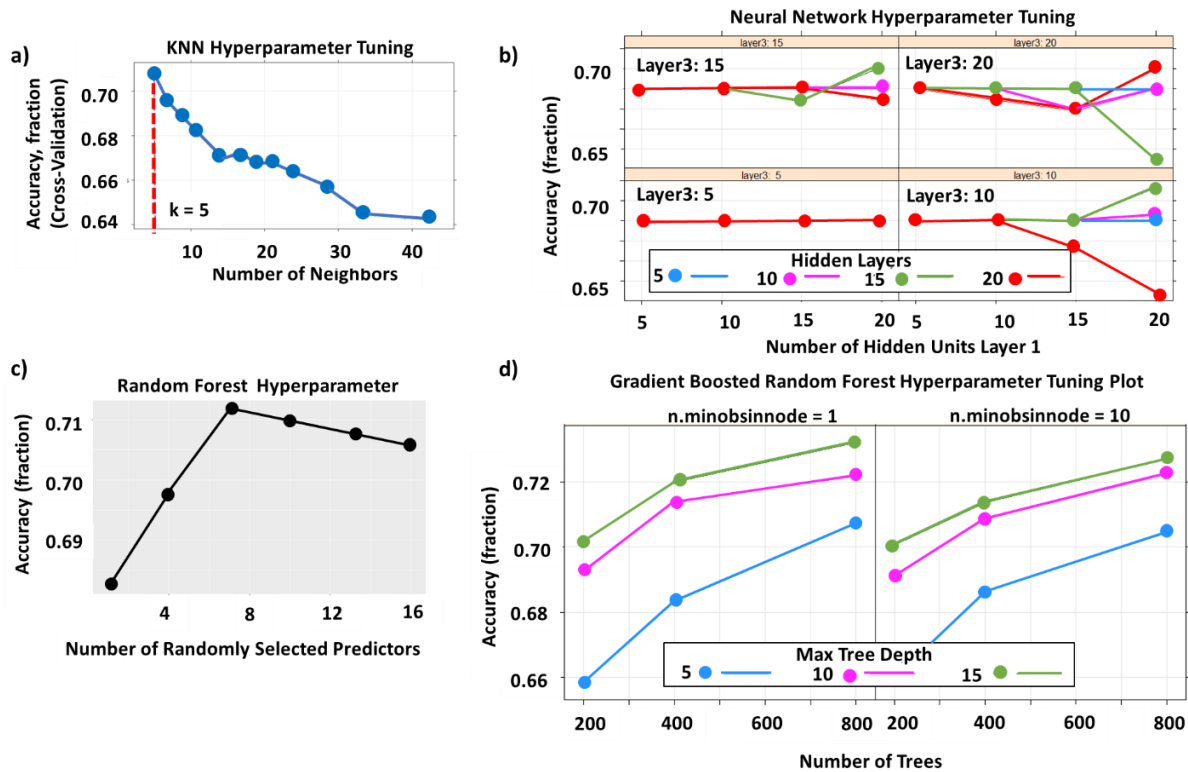 a)
KNN Hyperparameter Tuning
Accuracy, fraction
(Cross-Validation)
0.70
0.68
0.66
0.64
k = 5
10
20
30
40
Number of Neighbors
b)
Neural Network Hyperparameter Tuning
layer3: 15
layer3: 20
Layer3: 15
Layer3: 20
Accuracy (fraction)
0.70
0.65
layer3: 5
layer3: 10
Layer3: 5
Layer3: 10
0.70
0.65
Hidden Layers
5
10
15
20
5
10
15
20
5
10
15
20
Number of Hidden Units Layer 1
c)
Random Forest Hyperparameter
Accuracy (fraction)
0.71
0.70
0.69
4
8
12
16
Number of Randomly Selected Predictors
d)
Gradient Boosted Random Forest Hyperparameter Tuning Plot
n.minobsinnode = 1
n.minobsinnode = 10
Accuracy (fraction)
0.72
0.70
0.68
0.66
Max Tree Depth
5
10
15
200
400
600
800
200
400
600
800
Number of Trees